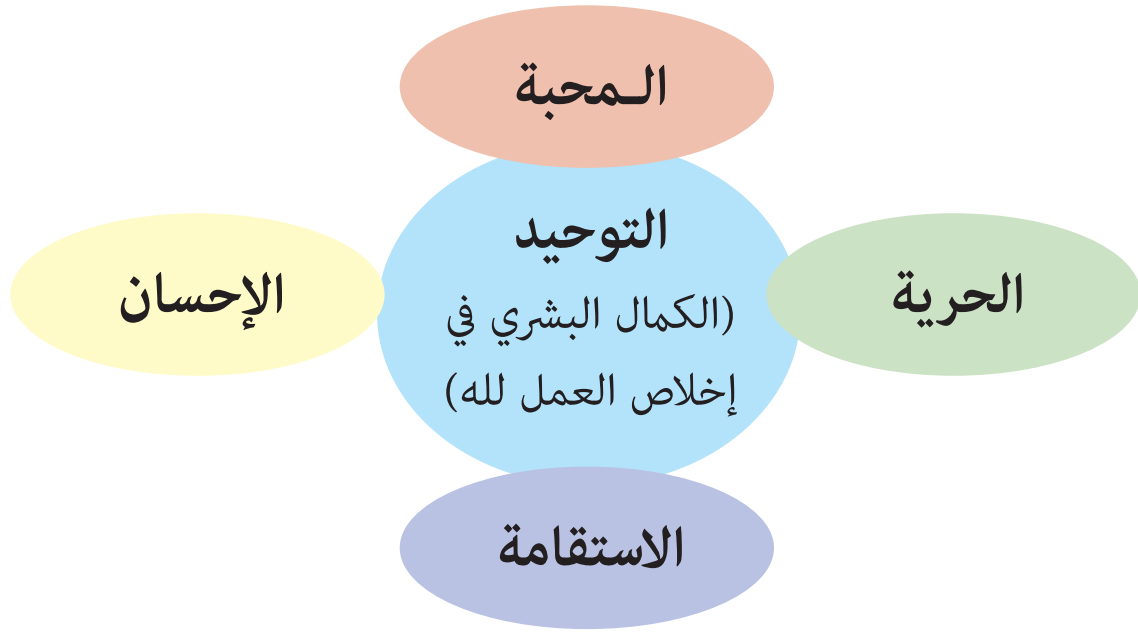 الـمحبة
التوحيد
(الكمال البشري في
إخلاص العمل لله)
الحرية
الإحسان
الاستقامة